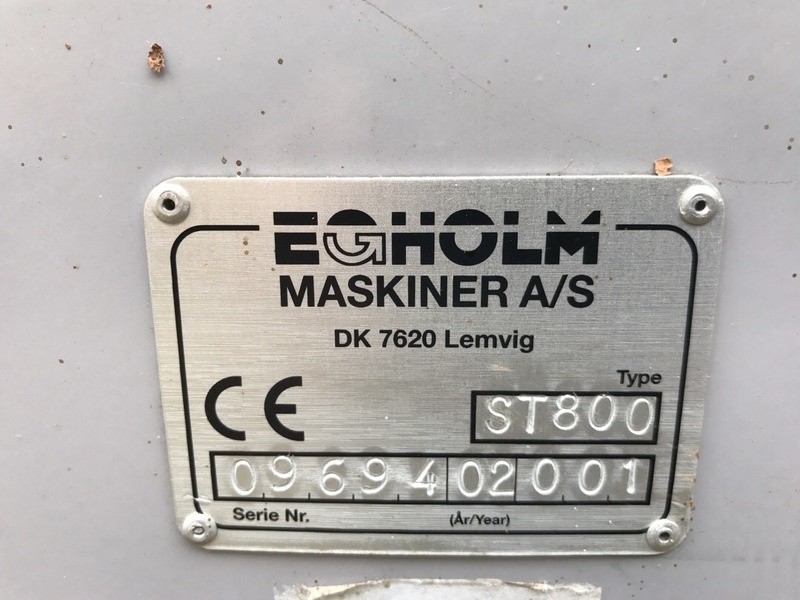 EGHOLM
MASKINER A/S
DK 7620 Lemvig
CE
Type
ST800
09694 02 001
Serie Nr.
(År/Year)